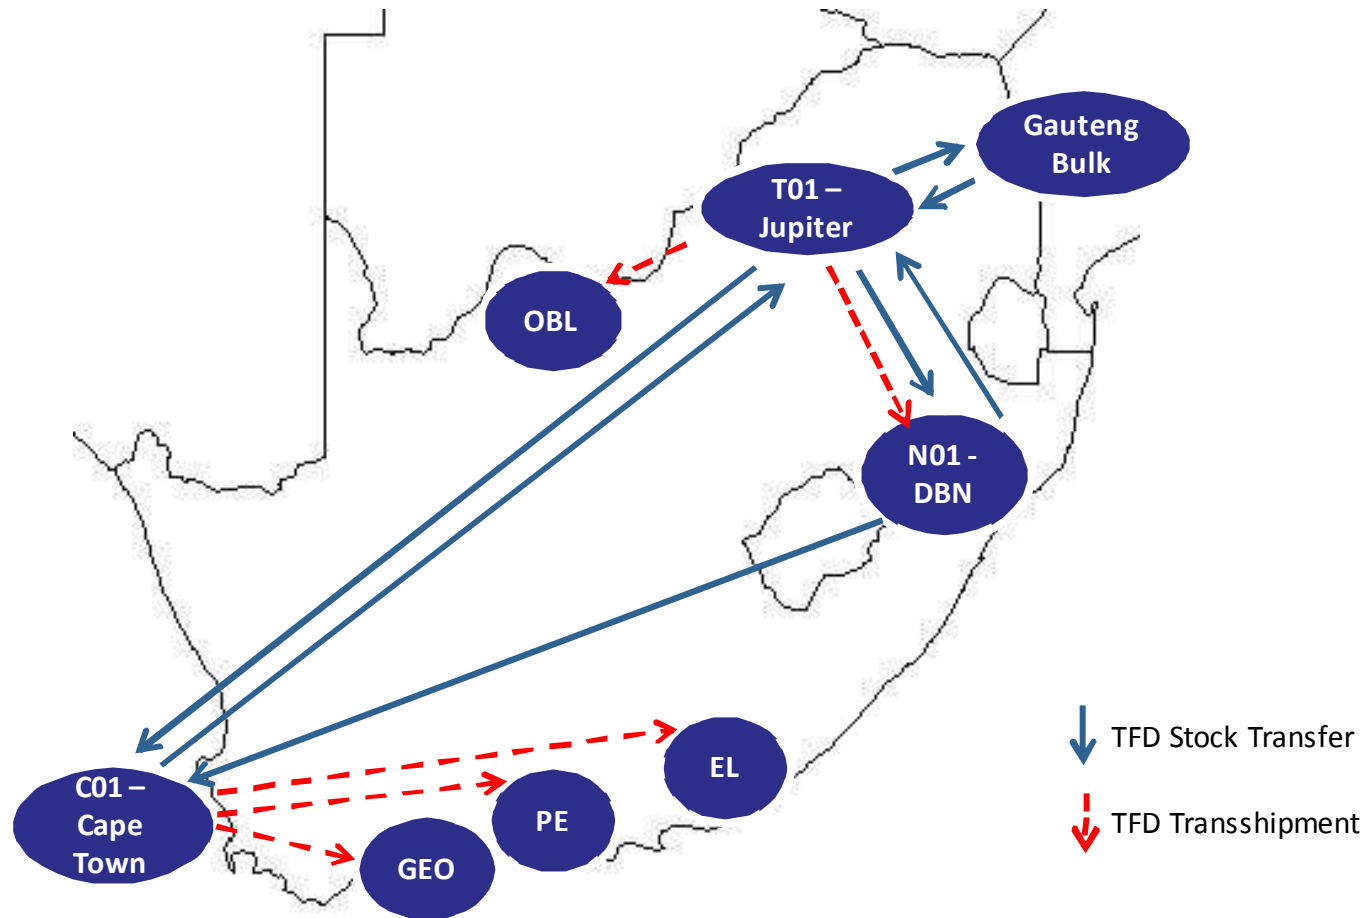 Gauteng
Bulk
T01 –
Jupiter
OBL
N01 -
DBN
EL
TFD Stock Transfer
C01 –
Cape
Town
PE
TFD Transshipment
GEO